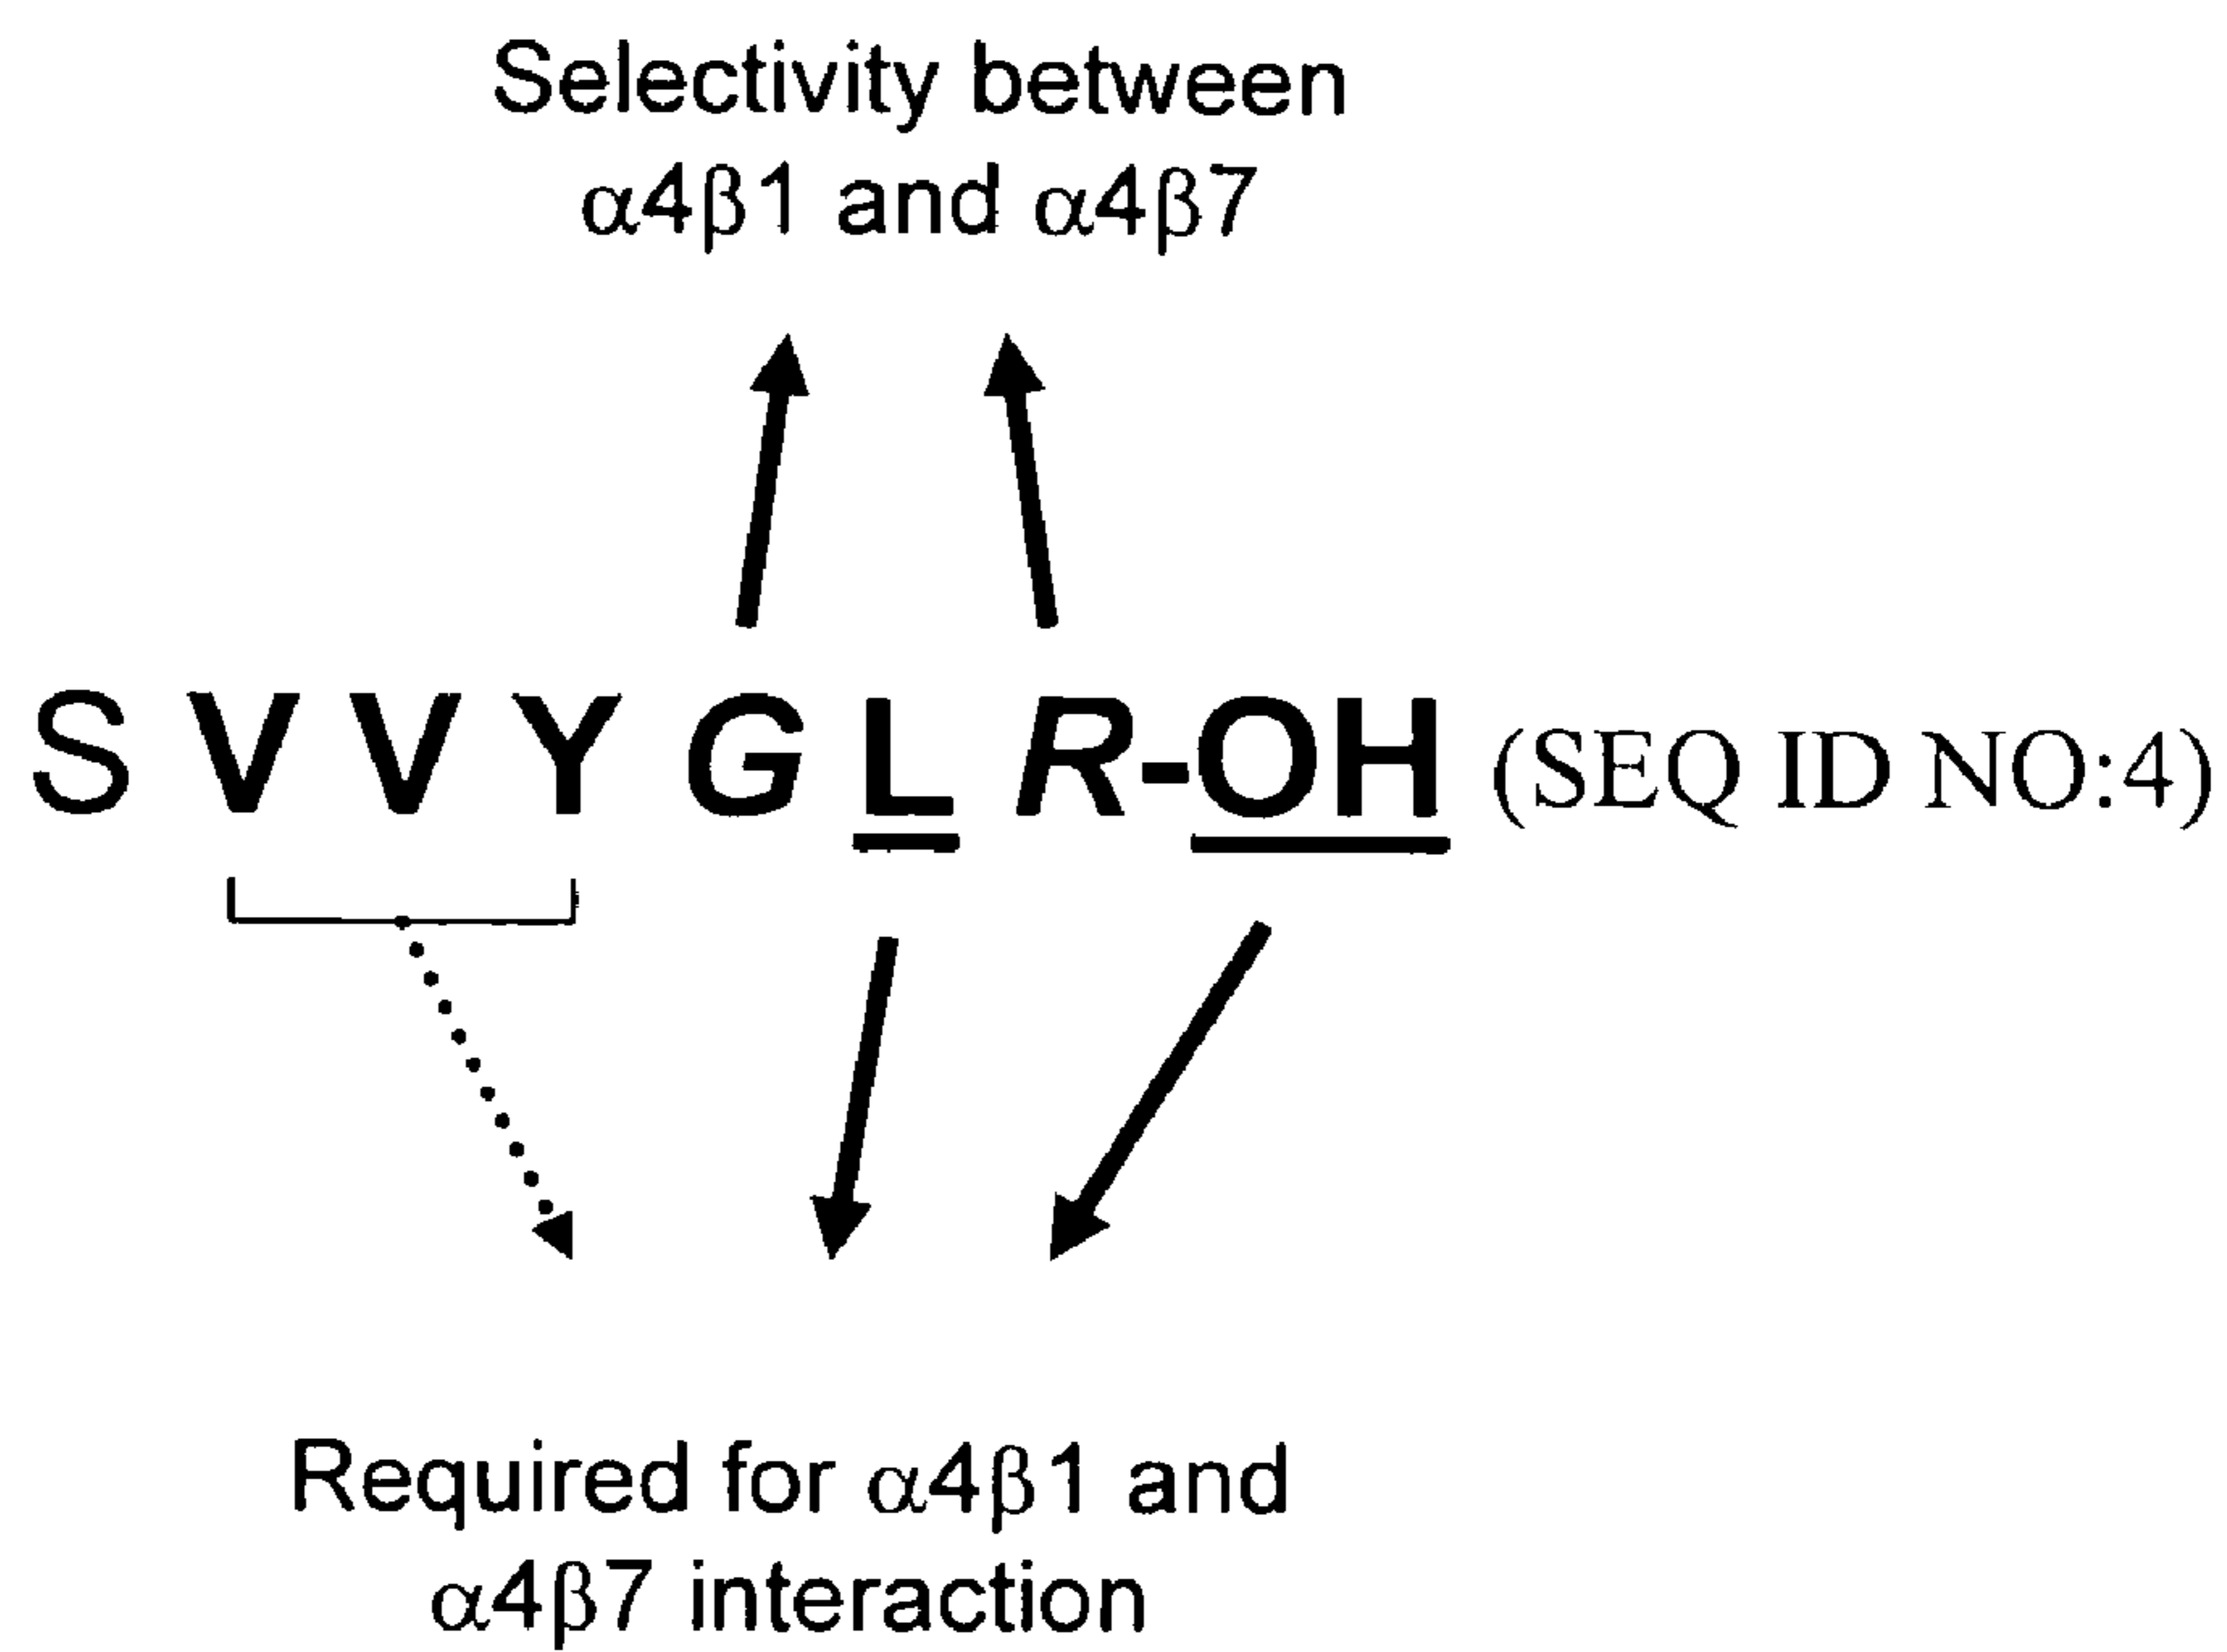 Selectivity between
α4β1 and α4β7
S V V Y G L R-OH (SEQ ID NO:4)
Required for α4β1 and
α4β7 interaction